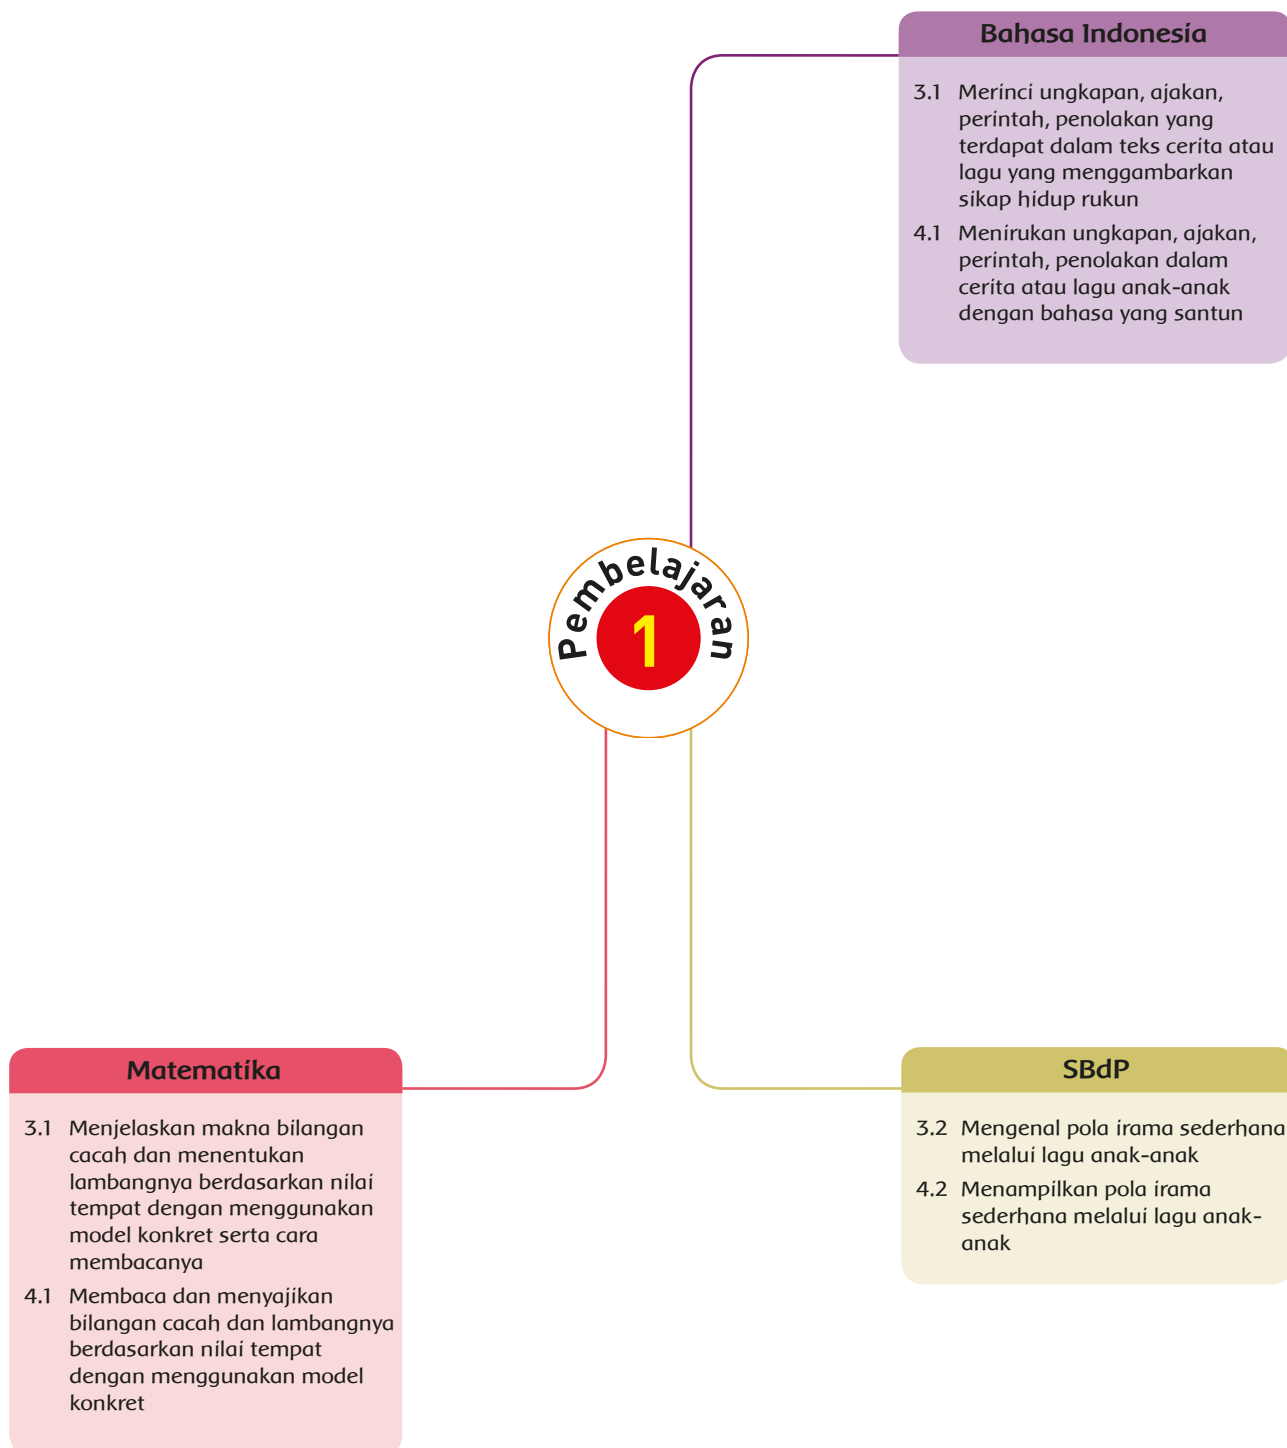 Bahasa Indonesia
3.1 Merinci ungkapan, ajakan,
perintah, penolakan yang
terdapat dalam teks cerita atau
lagu yang menggambarkan
sikap hidup rukun
4.1 Menirukan ungkapan, ajakan,
perintah, penolakan dalam
cerita atau lagu anak-anak
dengan bahasa yang santun
Pembelajaran
1
Matematika
3.1 Menjelaskan makna bilangan
cacah dan menentukan
lambangnya berdasarkan nilai
tempat dengan menggunakan
model konkret serta cara
membacanya
4.1 Membaca dan menyajikan
bilangan cacah dan lambangnya
berdasarkan nilai tempat
dengan menggunakan model
konkret
SBdP
3.2 Mengenal pola irama sederhana
melalui lagu anak-anak
4.2 Menampilkan pola irama
sederhana melalui lagu anak-
anak